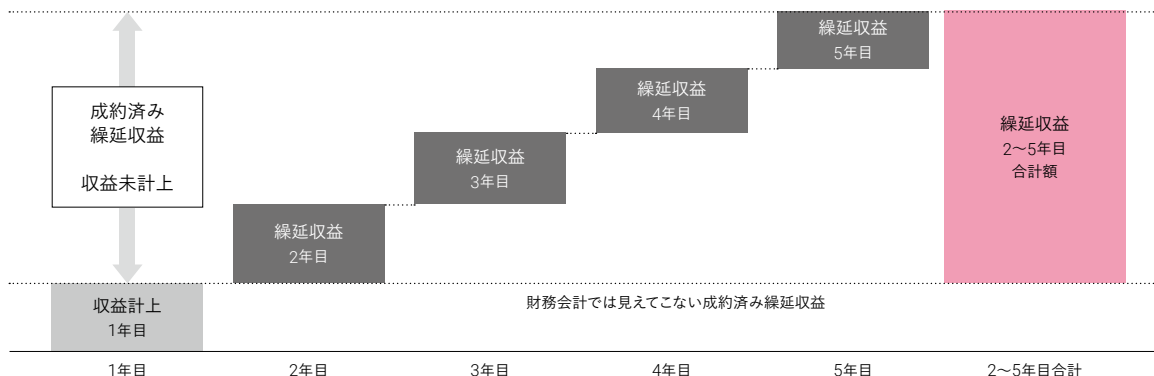 成約済み
繰延収益
収益未計上
収益計上
1年目
繰延収益
2年目
繰延収益
3年目
繰延収益
4年目
繰延収益
5年目
繰延収益
2〜5年目
合計額
財務会計では見えてこない成約済み繰延収益
1年目
2年目
3年目
4年目
5年目
2〜5年目合計